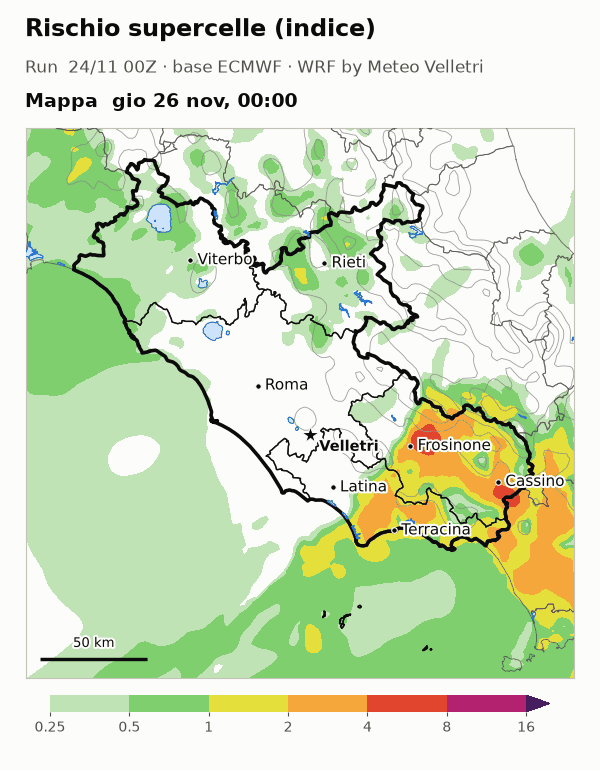 Rischio supercelle (indice)
Run 24/11 00Z · base ECMWF · WRF by Meteo Velletri
Mappa gio 26 nov, 00:00
Viterbo
Rieti
Roma
Velletri
Frosinone
Cassino
Latina
Terracina
50 km
0.25 0.5 1 2 4 8 16